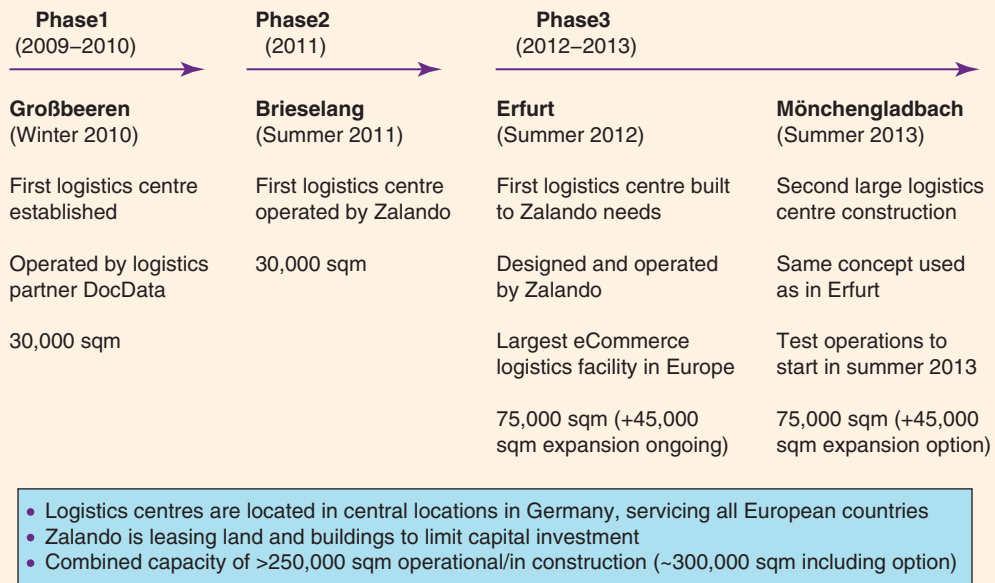 Phase1
(2009–2010)
Phase2
(2011)
Phase3
(2012–2013)
Großbeeren
(Winter 2010)
First logistics centre
established
Operated by logistics
partner DocData
30,000 sqm
Brieselang
(Summer 2011)
First logistics centre
operated by Zalando
30,000 sqm
Erfurt
(Summer 2012)
First logistics centre built
to Zalando needs
Designed and operated
by Zalando
Largest eCommerce
logistics facility in Europe
75,000 sqm (+45,000
sqm expansion ongoing)
Mönchengladbach
(Summer 2013)
Second large logistics
centre construction
Same concept used
as in Erfurt
Test operations to
start in summer 2013
75,000 sqm (+45,000
sqm expansion option)
• Logistics centres are located in central locations in Germany, servicing all European countries
• Zalando is leasing land and buildings to limit capital investment
• Combined capacity of >250,000 sqm operational/in construction (~300,000 sqm including option)